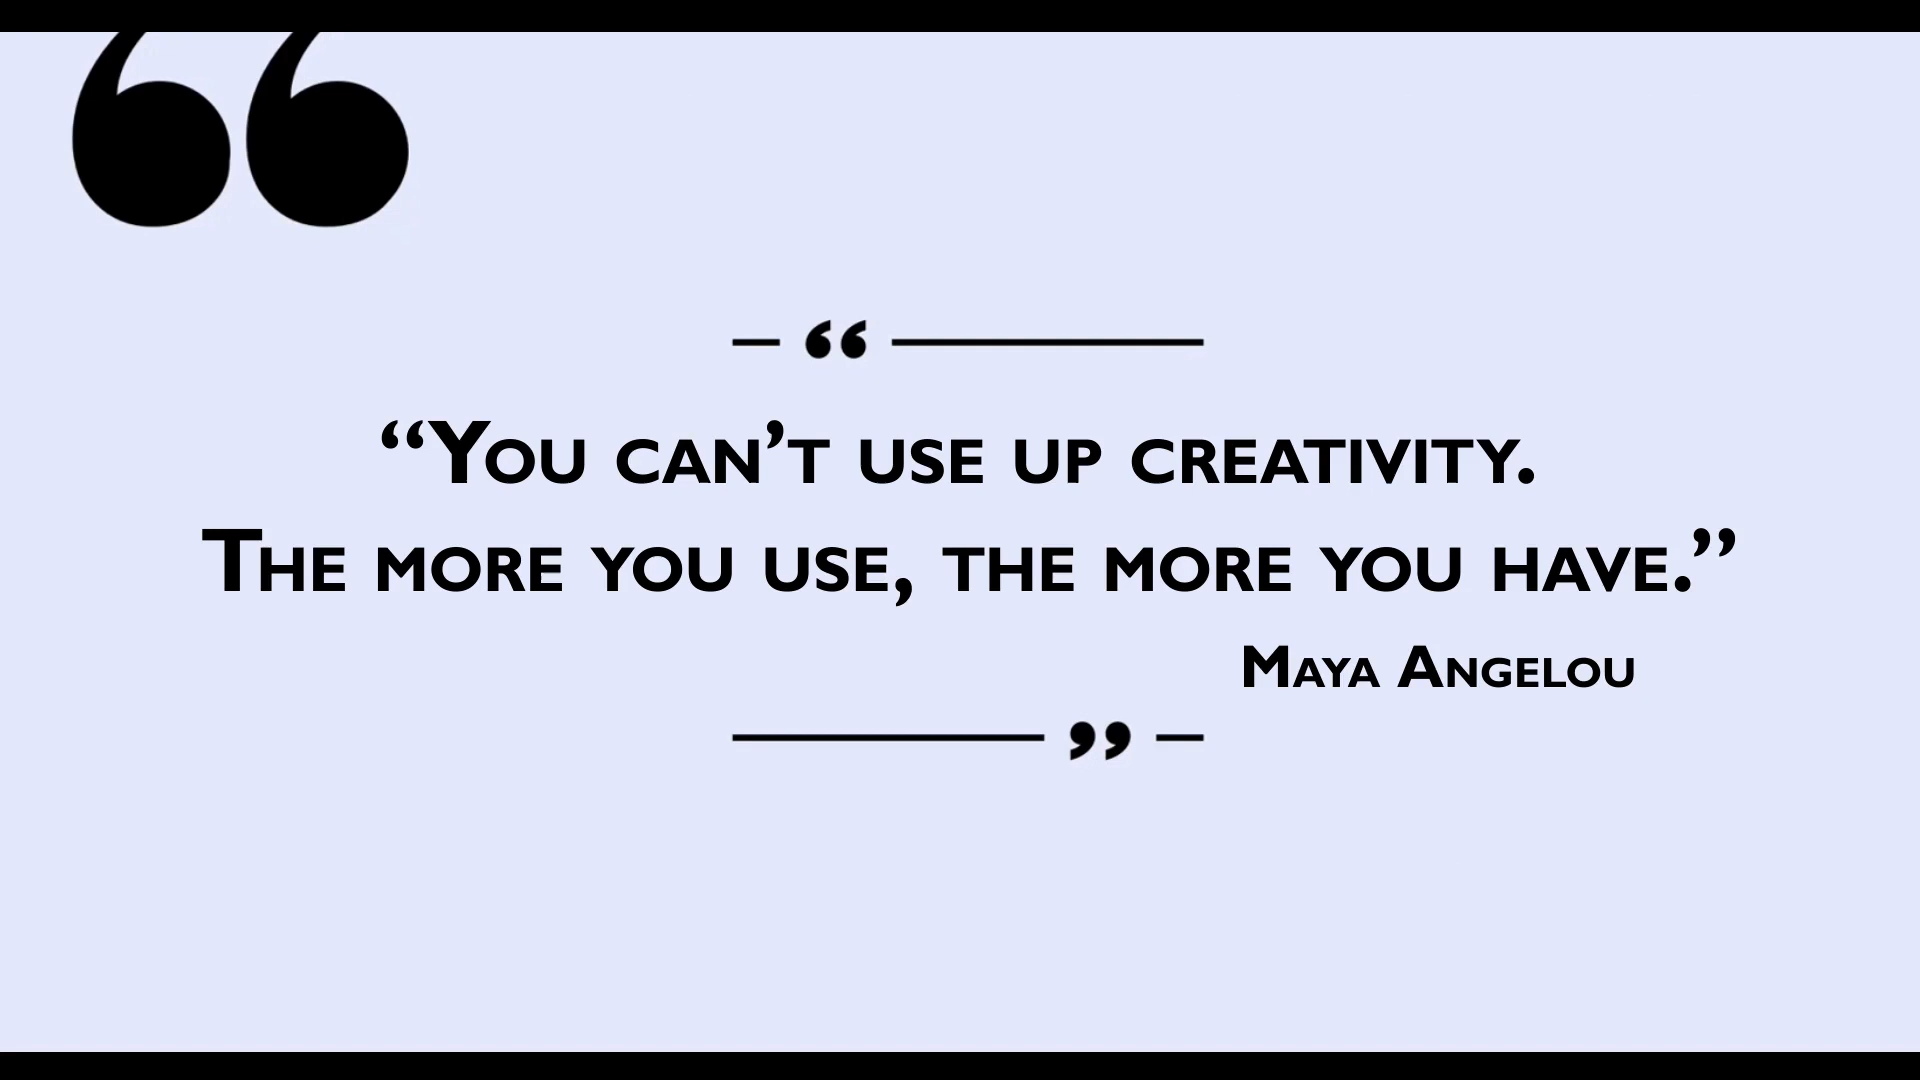 “You can’t use up creativity.
The more you use, the more you have.”
Maya Angelou